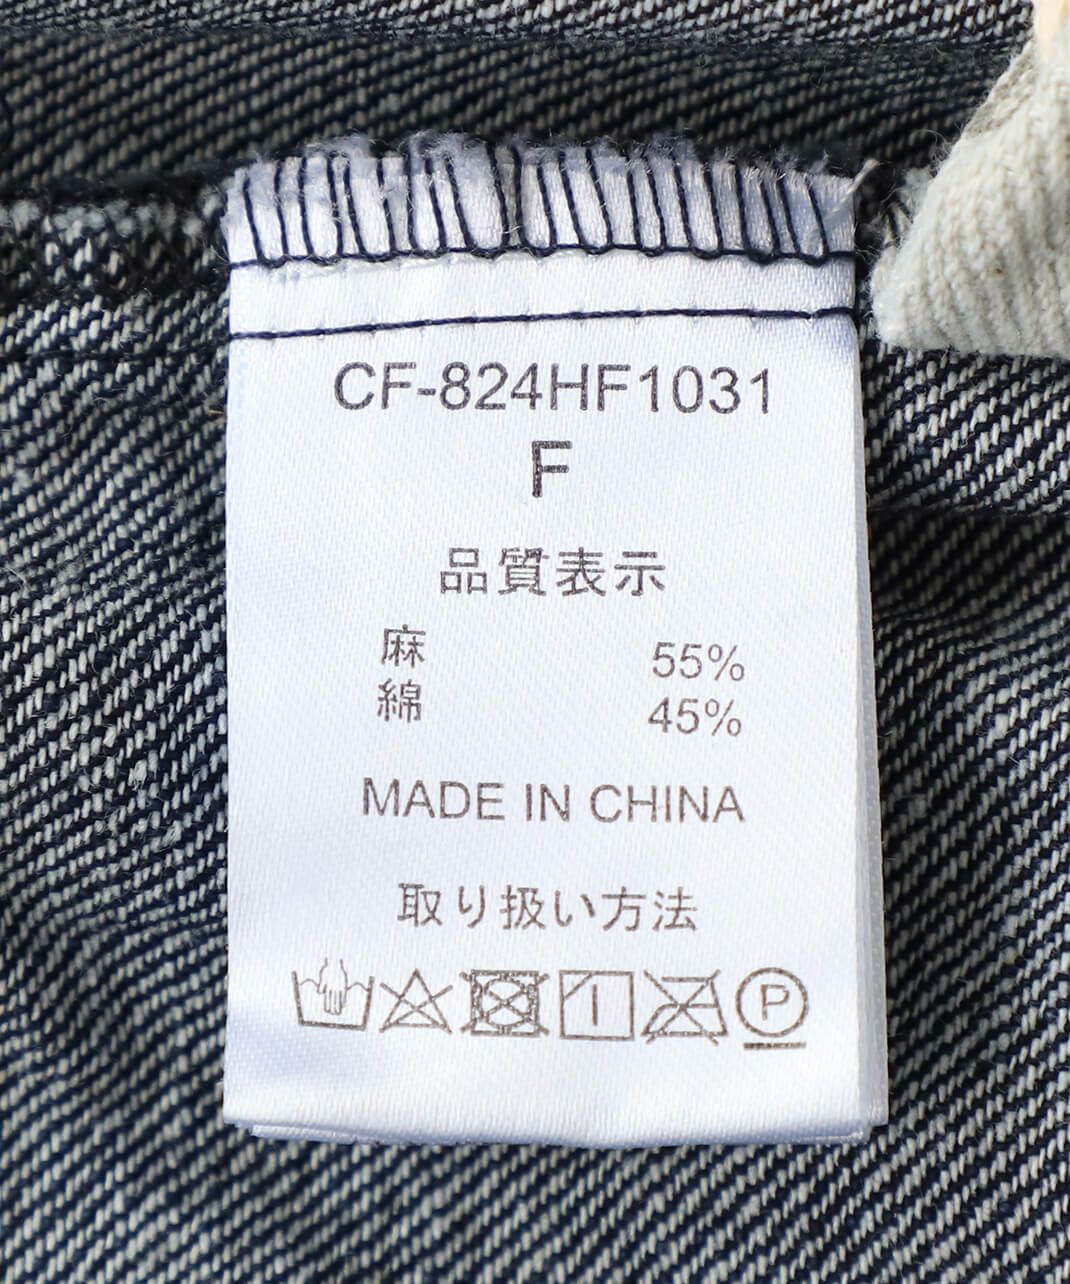 CF-824HF1031
F
品質表示
麻 55%
綿 45%
MADE IN CHINA
取り扱い方法
P